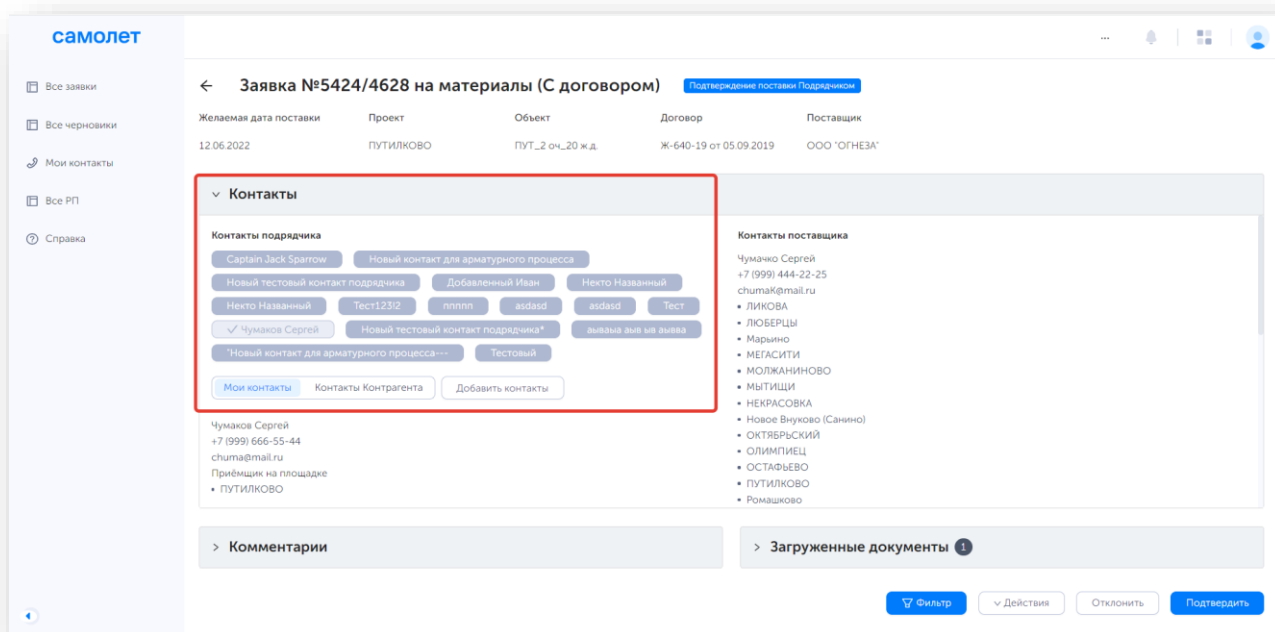 самолет
...
Все заявки
Все черновики
Мои контакты
Все РП
Справка
← Заявка №5424/4628 на материалы (С договором) Подтверждение поставки Подрядчиком
Желаемая дата поставки Проект Объект Договор Поставщик
12.06.2022 ПУТИЛКОВО ПУТ_2 оч_20 ж.д. Ж-640-19 от 05.09.2019 ООО "ОГНЕЗА"
Контакты
Контакты подрядчика
Captain Jack Sparrow Новый контакт для арматурного процесса
Новый тестовый контакт подрядчика Добавленный Иван Некто Названный
Некто Названный Тест123!2 ппппп asdasd asdasd Тест
✓ Чумаков Сергей Новый тестовый контакт подрядчика* аываыа аыв ыв аывва
"Новый контакт для арматурного процесса--- Тестовый
Мои контакты Контакты Контрагента Добавить контакты
Чумаков Сергей
+7 (999) 666-55-44
chuma@mail.ru
Приёмщик на площадке
• ПУТИЛКОВО
Контакты поставщика
Чумачко Сергей
+7 (999) 444-22-25
chumaK@mail.ru
• ЛИКОВА
• ЛЮБЕРЦЫ
• Марьино
• МЕГАСИТИ
• МОЛЖАНИНОВО
• МЫТИЩИ
• НЕКРАСОВКА
• Новое Внуково (Санино)
• ОКТЯБРЬСКИЙ
• ОЛИМПИЕЦ
• ОСТАФЬЕВО
• ПУТИЛКОВО
• Ромашково
Комментарии
Загруженные документы 1
Фильтр Действия Отклонить Подтвердить